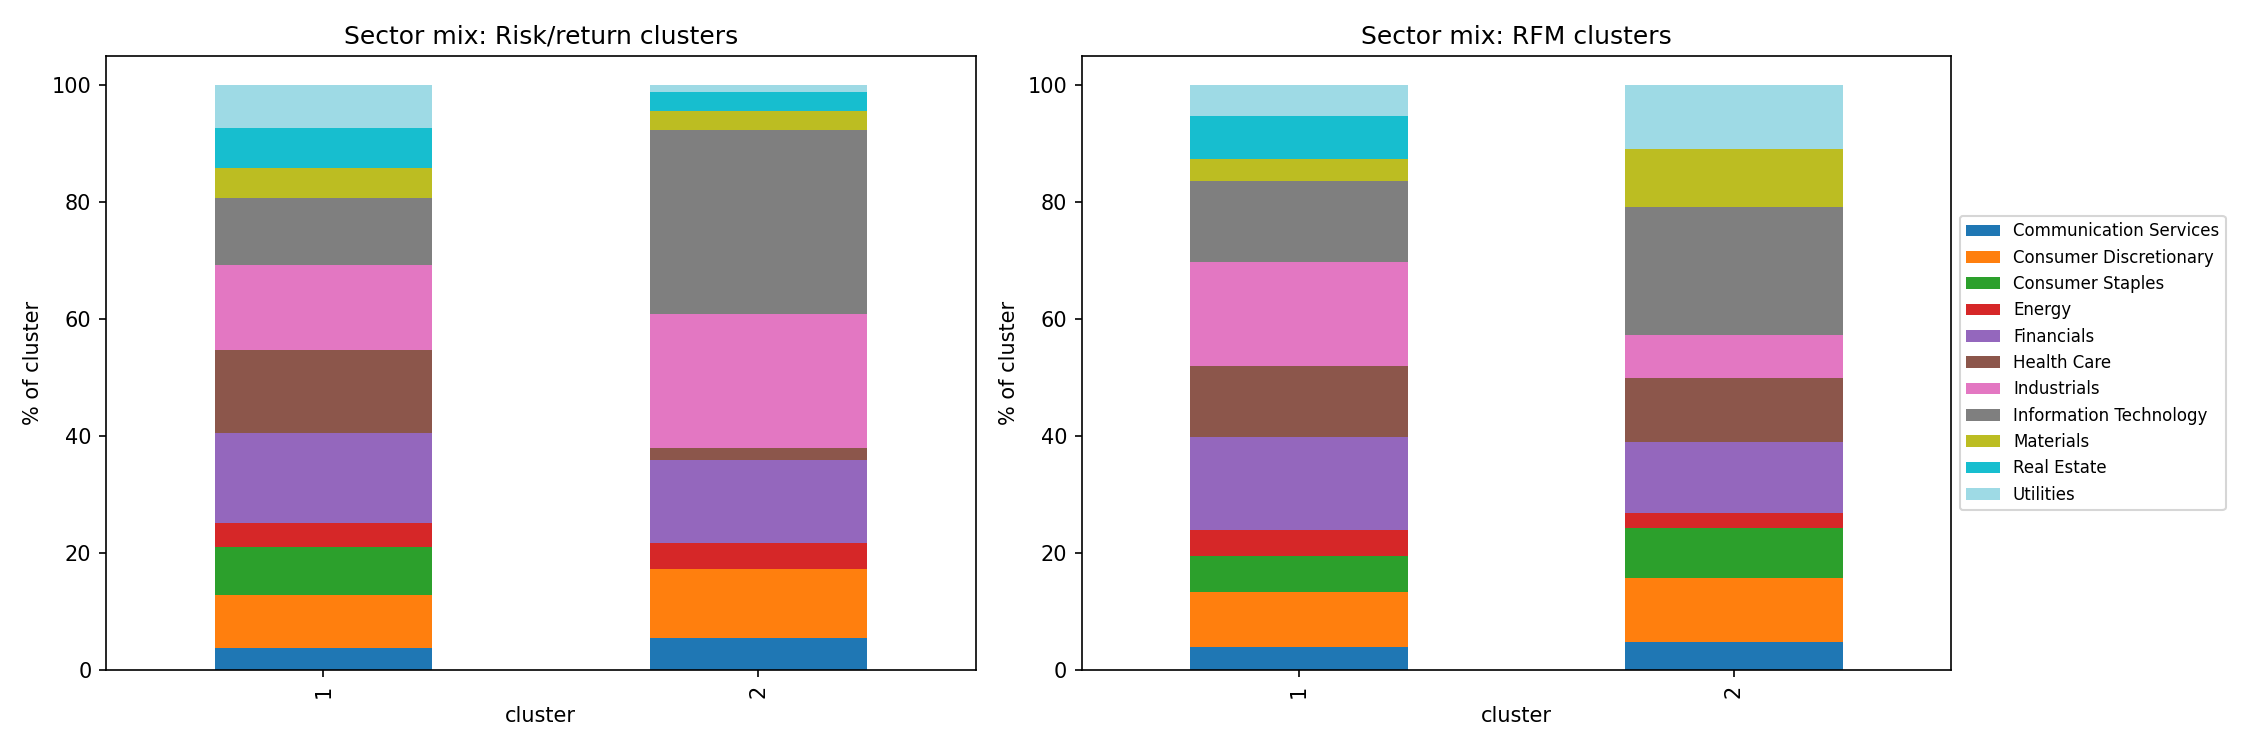 Sector mix: Risk/return clusters
100
80
60
40
20
0
% of cluster
1
2
cluster
Sector mix: RFM clusters
100
80
60
40
20
0
% of cluster
1
2
cluster
Communication Services
Consumer Discretionary
Consumer Staples
Energy
Financials
Health Care
Industrials
Information Technology
Materials
Real Estate
Utilities